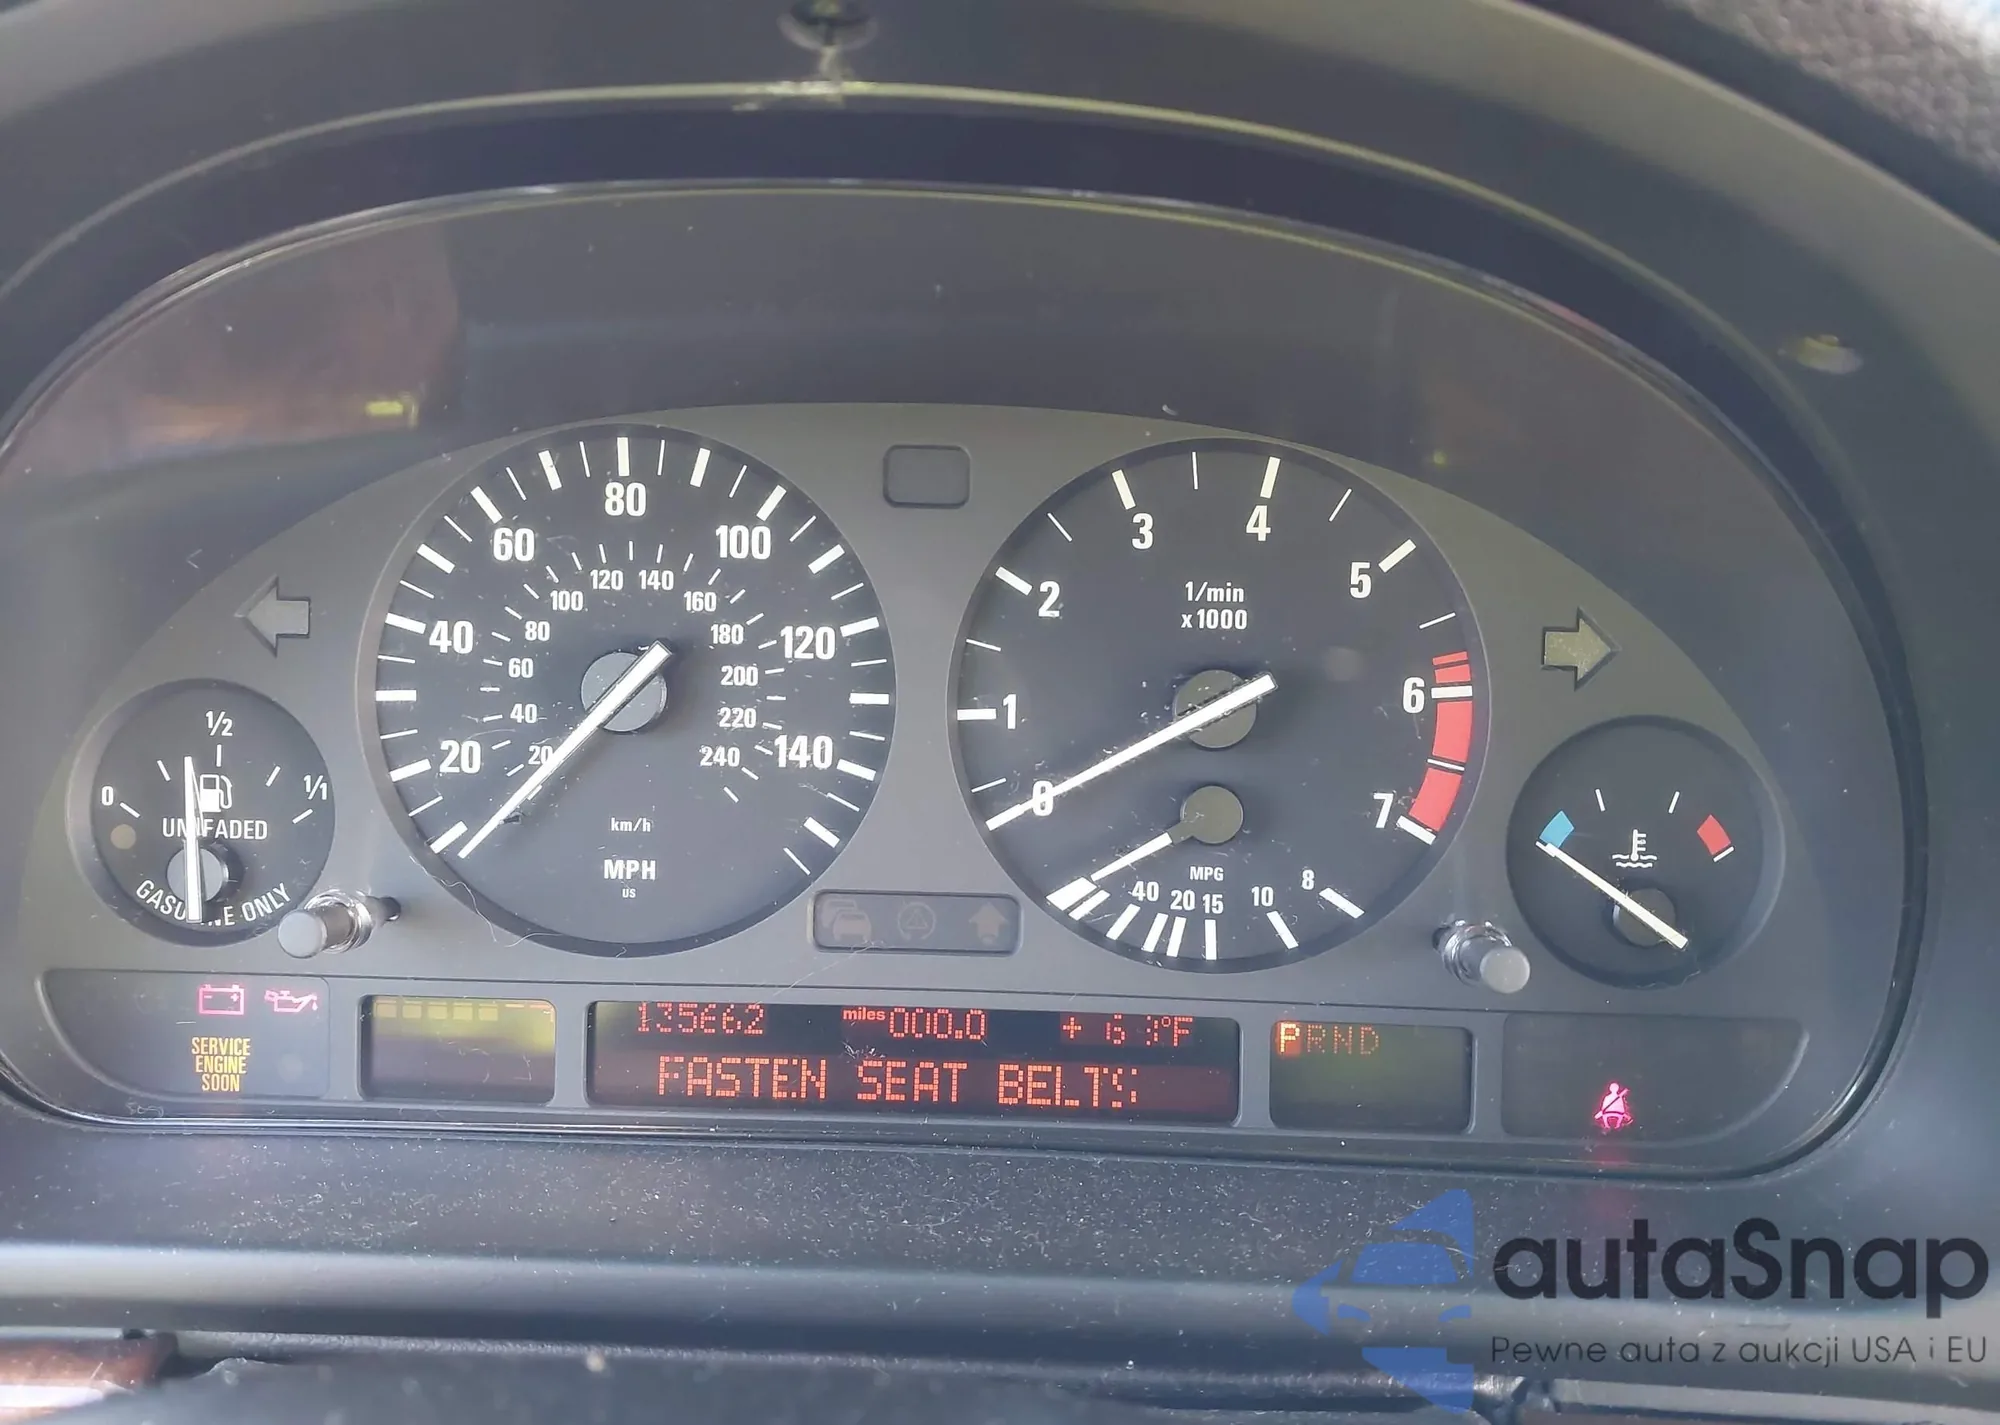 80
60
100
120 140
100
160
40
80
180
120
60
200
40
220
20
20
240
140
km/h
MPH
US
3
4
2
5
1/min
x 1000
1
6
0
7
MPG
40 20 15 10 8
1/2
0
1/1
UNLEADED
GASOLINE ONLY
SERVICE
ENGINE
SOON
miles 000.0
°F
FASTEN SEAT BELTS
PRND
autaSnap
Pewne auta z aukcji USA i EU